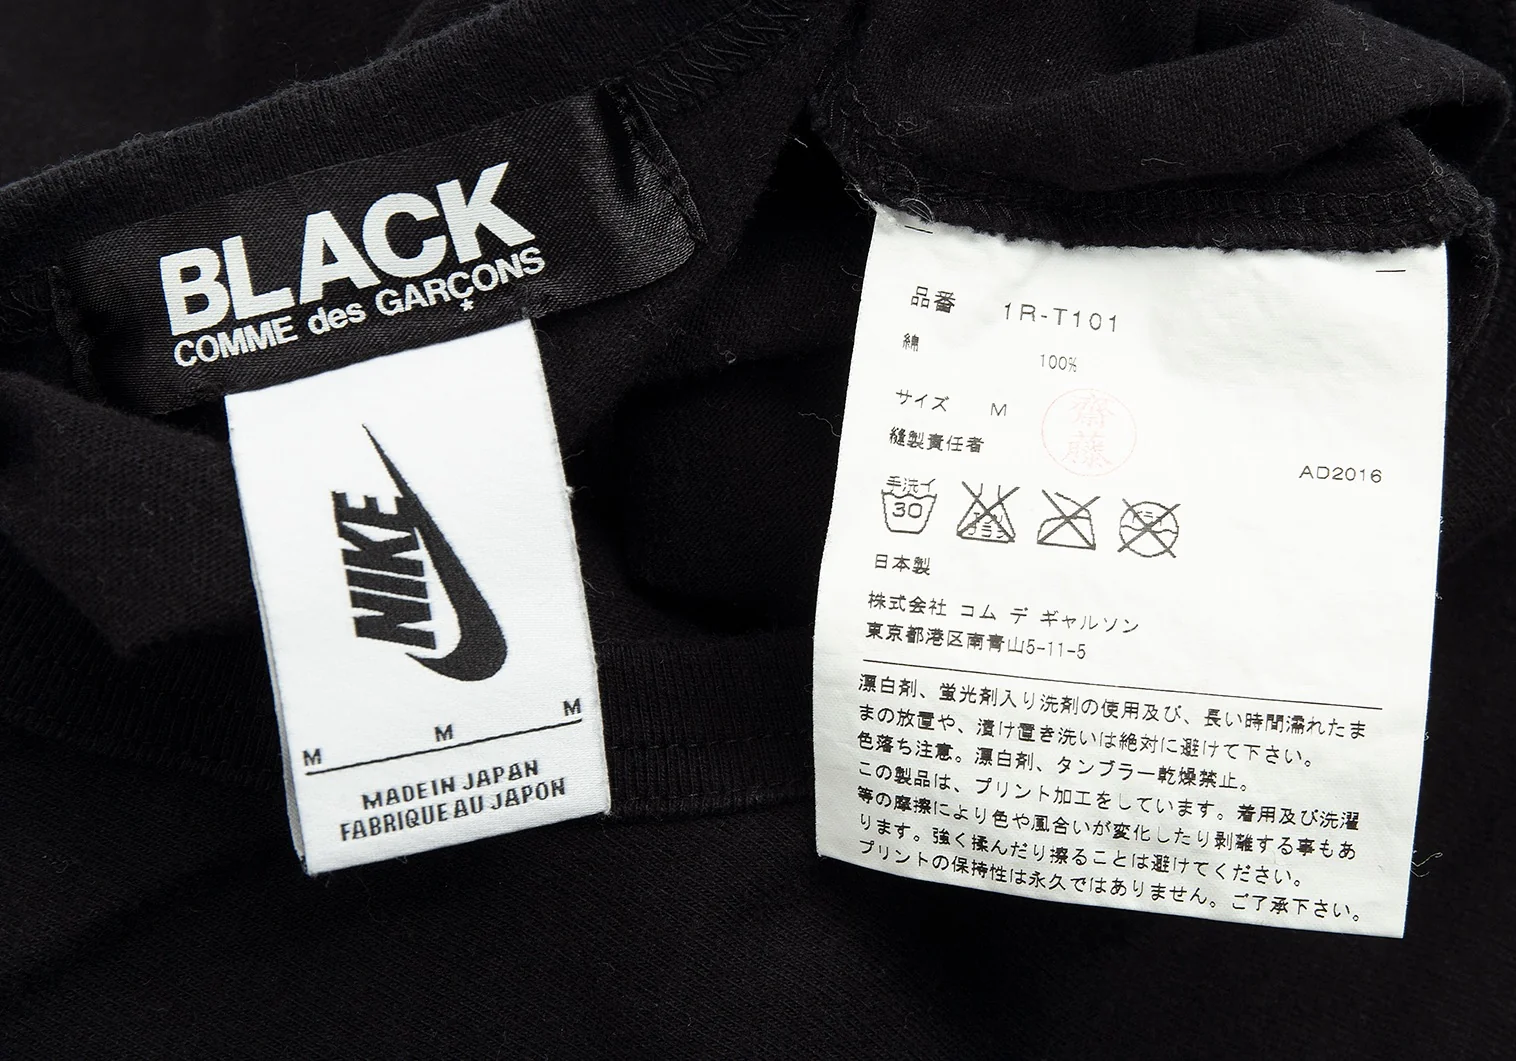 BLACK
COMME des GARÇONS
NIKE
M M M
MADE IN JAPAN
FABRIQUE AU JAPON
品番 1R-T101
綿 100%
サイズ M
縫製責任者
齋藤
AD2016
手洗イ
30
日本製
株式会社 コム デ ギャルソン
東京都港区南青山5-11-5
漂白剤、蛍光剤入り洗剤の使用及び、長い時間濡れたま
まの放置や、漬け置き洗いは絶対に避けて下さい。
色落ち注意。漂白剤、タンブラー乾燥禁止。
この製品は、プリント加工をしています。着用及び洗濯
等の摩擦により色や風合いが変化したり剥離する事もあ
ります。強く揉んだり擦ることは避けてください。
プリントの保持性は永久ではありません。ご了承下さい。